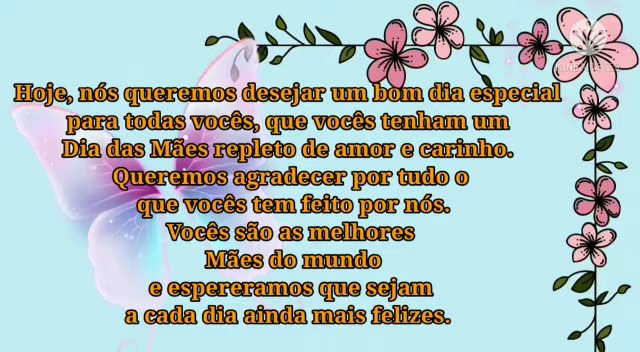 Hoje, nós queremos desejar um bom dia especial
para todas vocês, que vocês tenham um
Dia das Mães repleto de amor e carinho.
Queremos agradecer por tudo o
que vocês tem feito por nós.
Vocês são as melhores
Mães do mundo
e espereramos que sejam
a cada dia ainda mais felizes.